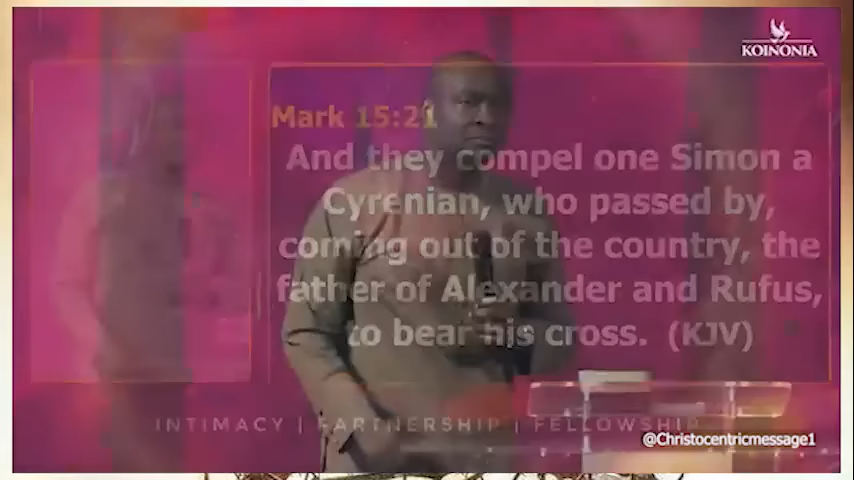 KOINONIA
Mark 15:21
And they compel one Simon a
Cyrenian, who passed by,
coming out of the country, the
father of Alexander and Rufus,
to bear his cross. (KJV)
INTIMACY | PARTNERSHIP | FELLOWSHIP
@Christocentricmessage1